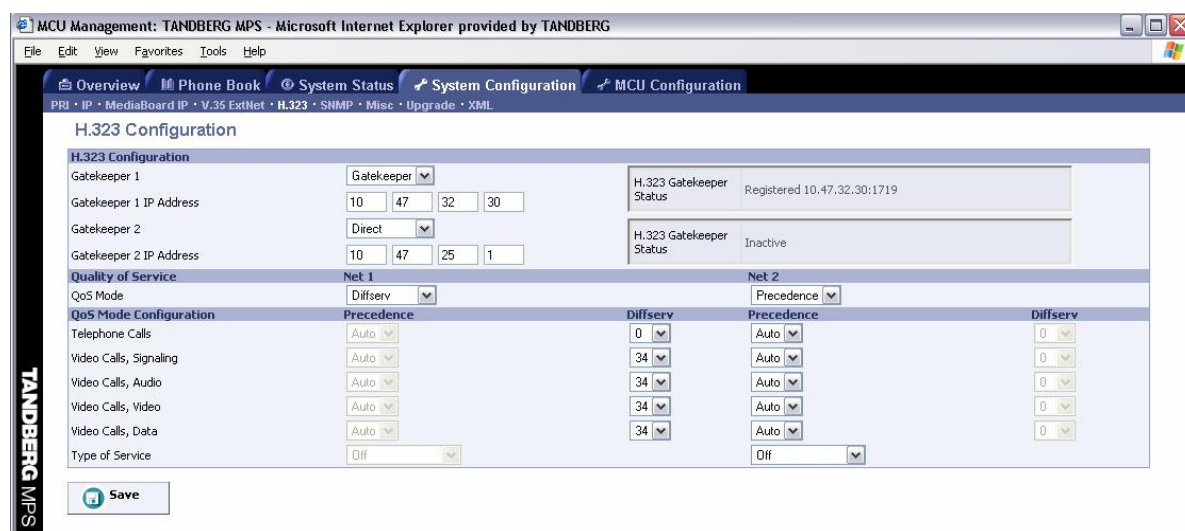 MCU Management: TANDBERG MPS - Microsoft Internet Explorer provided by TANDBERG
File Edit View Favorites Tools Help
Overview Phone Book System Status System Configuration MCU Configuration
PRI • IP • MediaBoard IP • V.35 ExtNet • H.323 • SNMP • Misc • Upgrade • XML
H.323 Configuration
H.323 Configuration
Gatekeeper 1 Gatekeeper
H.323 Gatekeeper Status Registered 10.47.32.30:1719
Gatekeeper 1 IP Address 10 47 32 30
Gatekeeper 2 Direct
H.323 Gatekeeper Status Inactive
Gatekeeper 2 IP Address 10 47 25 1
Quality of Service Net 1 Net 2
QoS Mode Diffserv Precedence
QoS Mode Configuration Precedence Diffserv Precedence Diffserv
Telephone Calls Auto 0 Auto 0
Video Calls, Signaling Auto 34 Auto 0
Video Calls, Audio Auto 34 Auto 0
Video Calls, Video Auto 34 Auto 0
Video Calls, Data Auto 34 Auto 0
Type of Service Off Off
Save
TANDBERG MPS